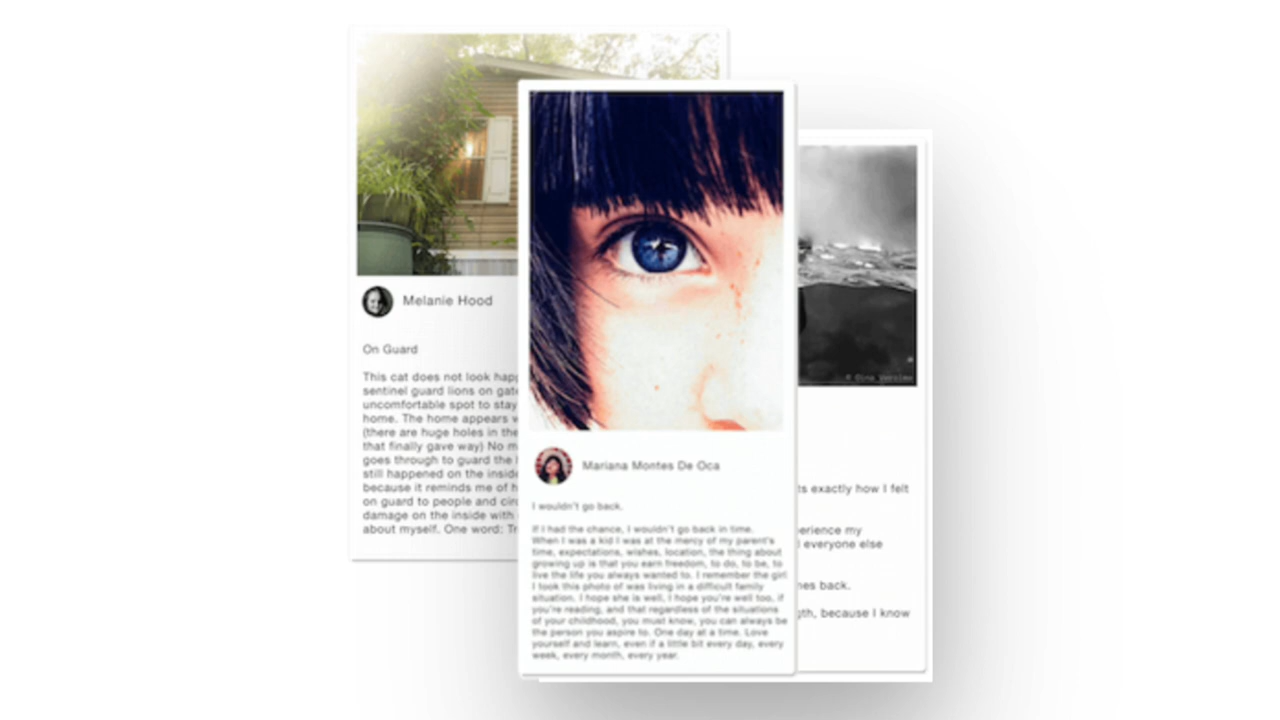 Melanie Hood
On Guard
This cat does not look
sentinel guard lions on
uncomfortable spot to stay
home. The home appears
(there are huge holes in the
that finally gave way) No
goes through to guard the
still happened on the inside
because it reminds me of
on guard to people and
damage on the inside with
about myself. One word:
Mariana Montes De Oca
I wouldn't go back.
If I had the chance, I wouldn't go back in time.
When I was a kid I was at the mercy of my parent's
time, expectations, wishes, location, the thing about
growing up is that you earn freedom, to do, to be, to
live the life you always wanted to. I remember the girl
I took this photo of was living in a difficult family
situation. I hope she is well, I hope you're well too, if
you're reading, and that regardless of the situations
of your childhood, you must know, you can always be
the person you aspire to. One day at a time. Love
yourself and learn, even if a little bit every day, every
week, every month, every year.
exactly how I felt
my
everyone else
back.
because I know